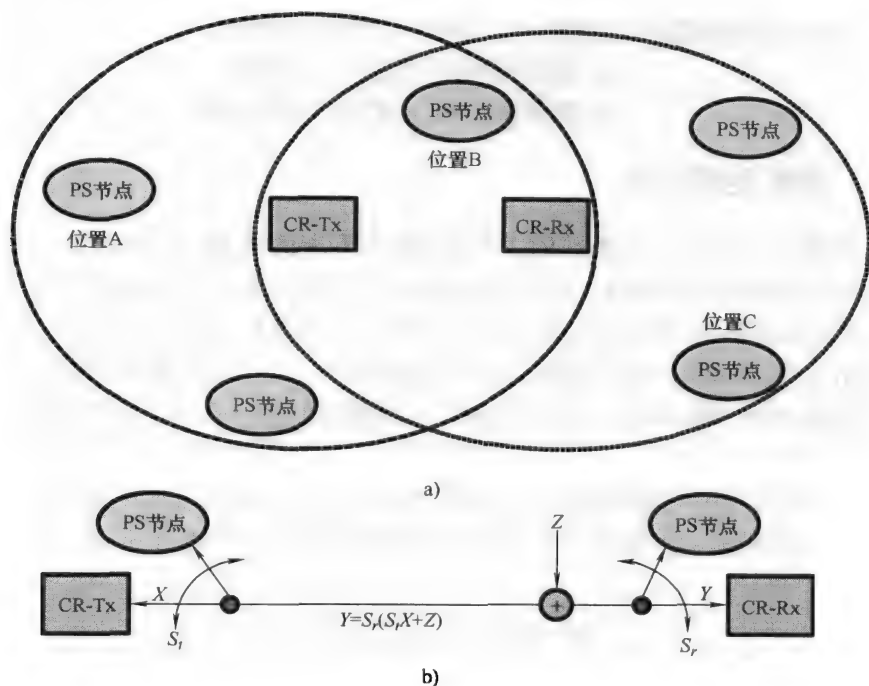 PS节点
位置B
PS节点
PS节点
位置A
CR-Tx
CR-Rx
位置C
PS节点
PS节点
a)
PS节点
Z
PS节点
CR-Tx
X
S_t
Y=S_r(S_rX+Z)
Y
S_r
CR-Rx
b)